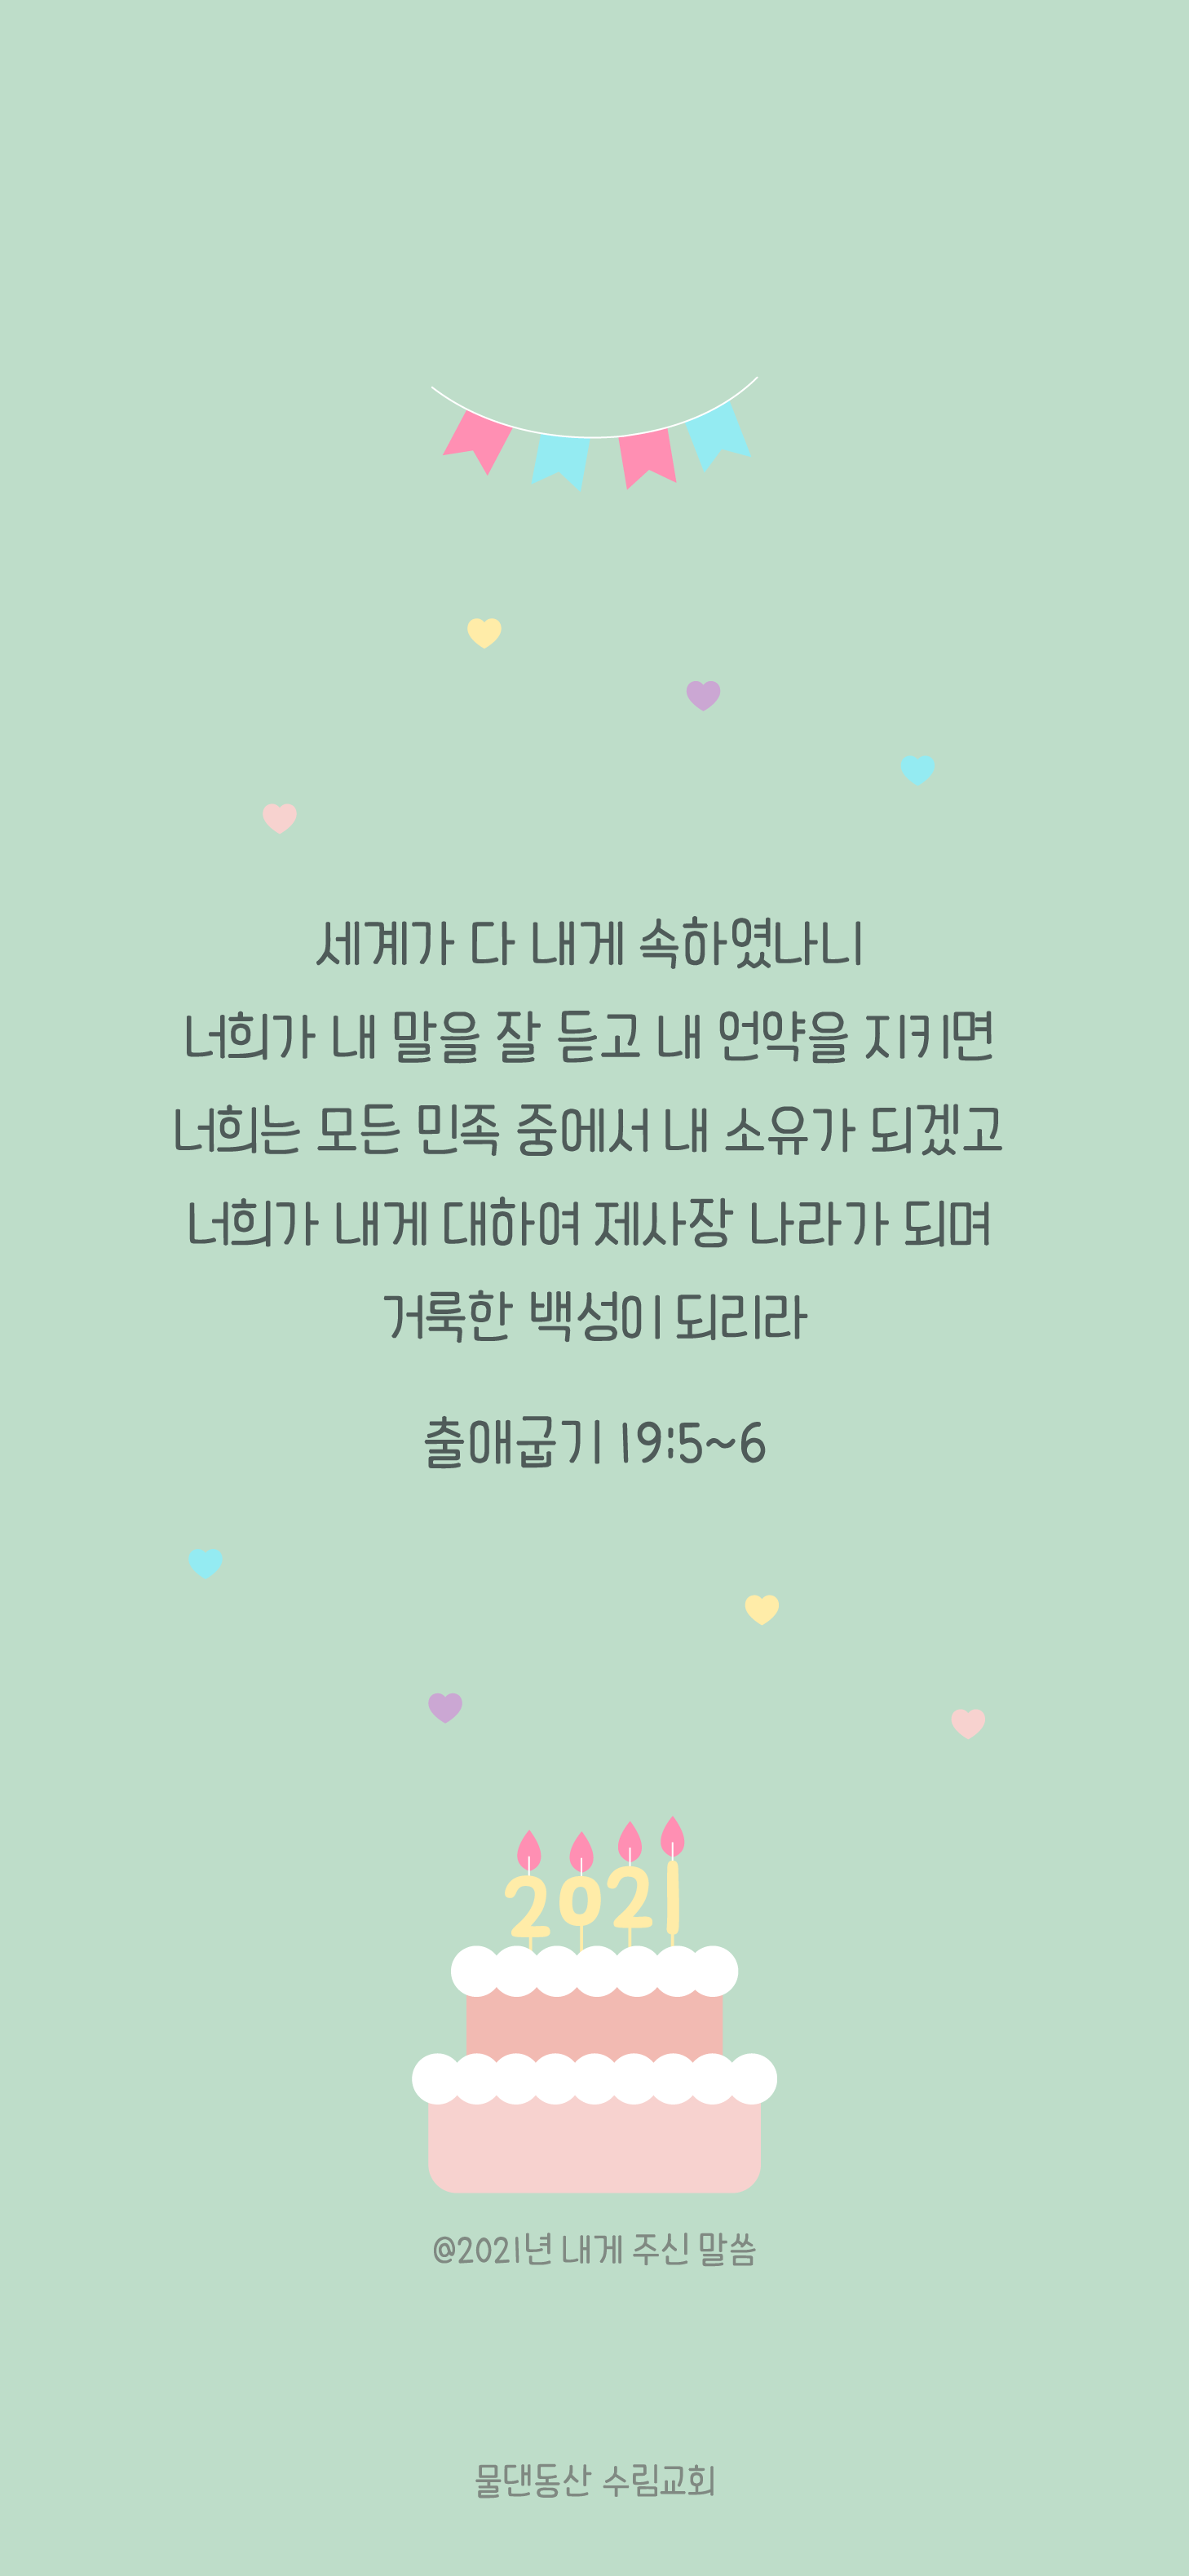 세계가 다 내게 속하였나니
너희가 내 말을 잘 듣고 내 언약을 지키면
너희는 모든 민족 중에서 내 소유가 되겠고
너희가 내게 대하여 제사장 나라가 되며
거룩한 백성이 되리라
출애굽기 19:5~6
2021
@2021년 내게 주신 말씀
물댄동산 수림교회